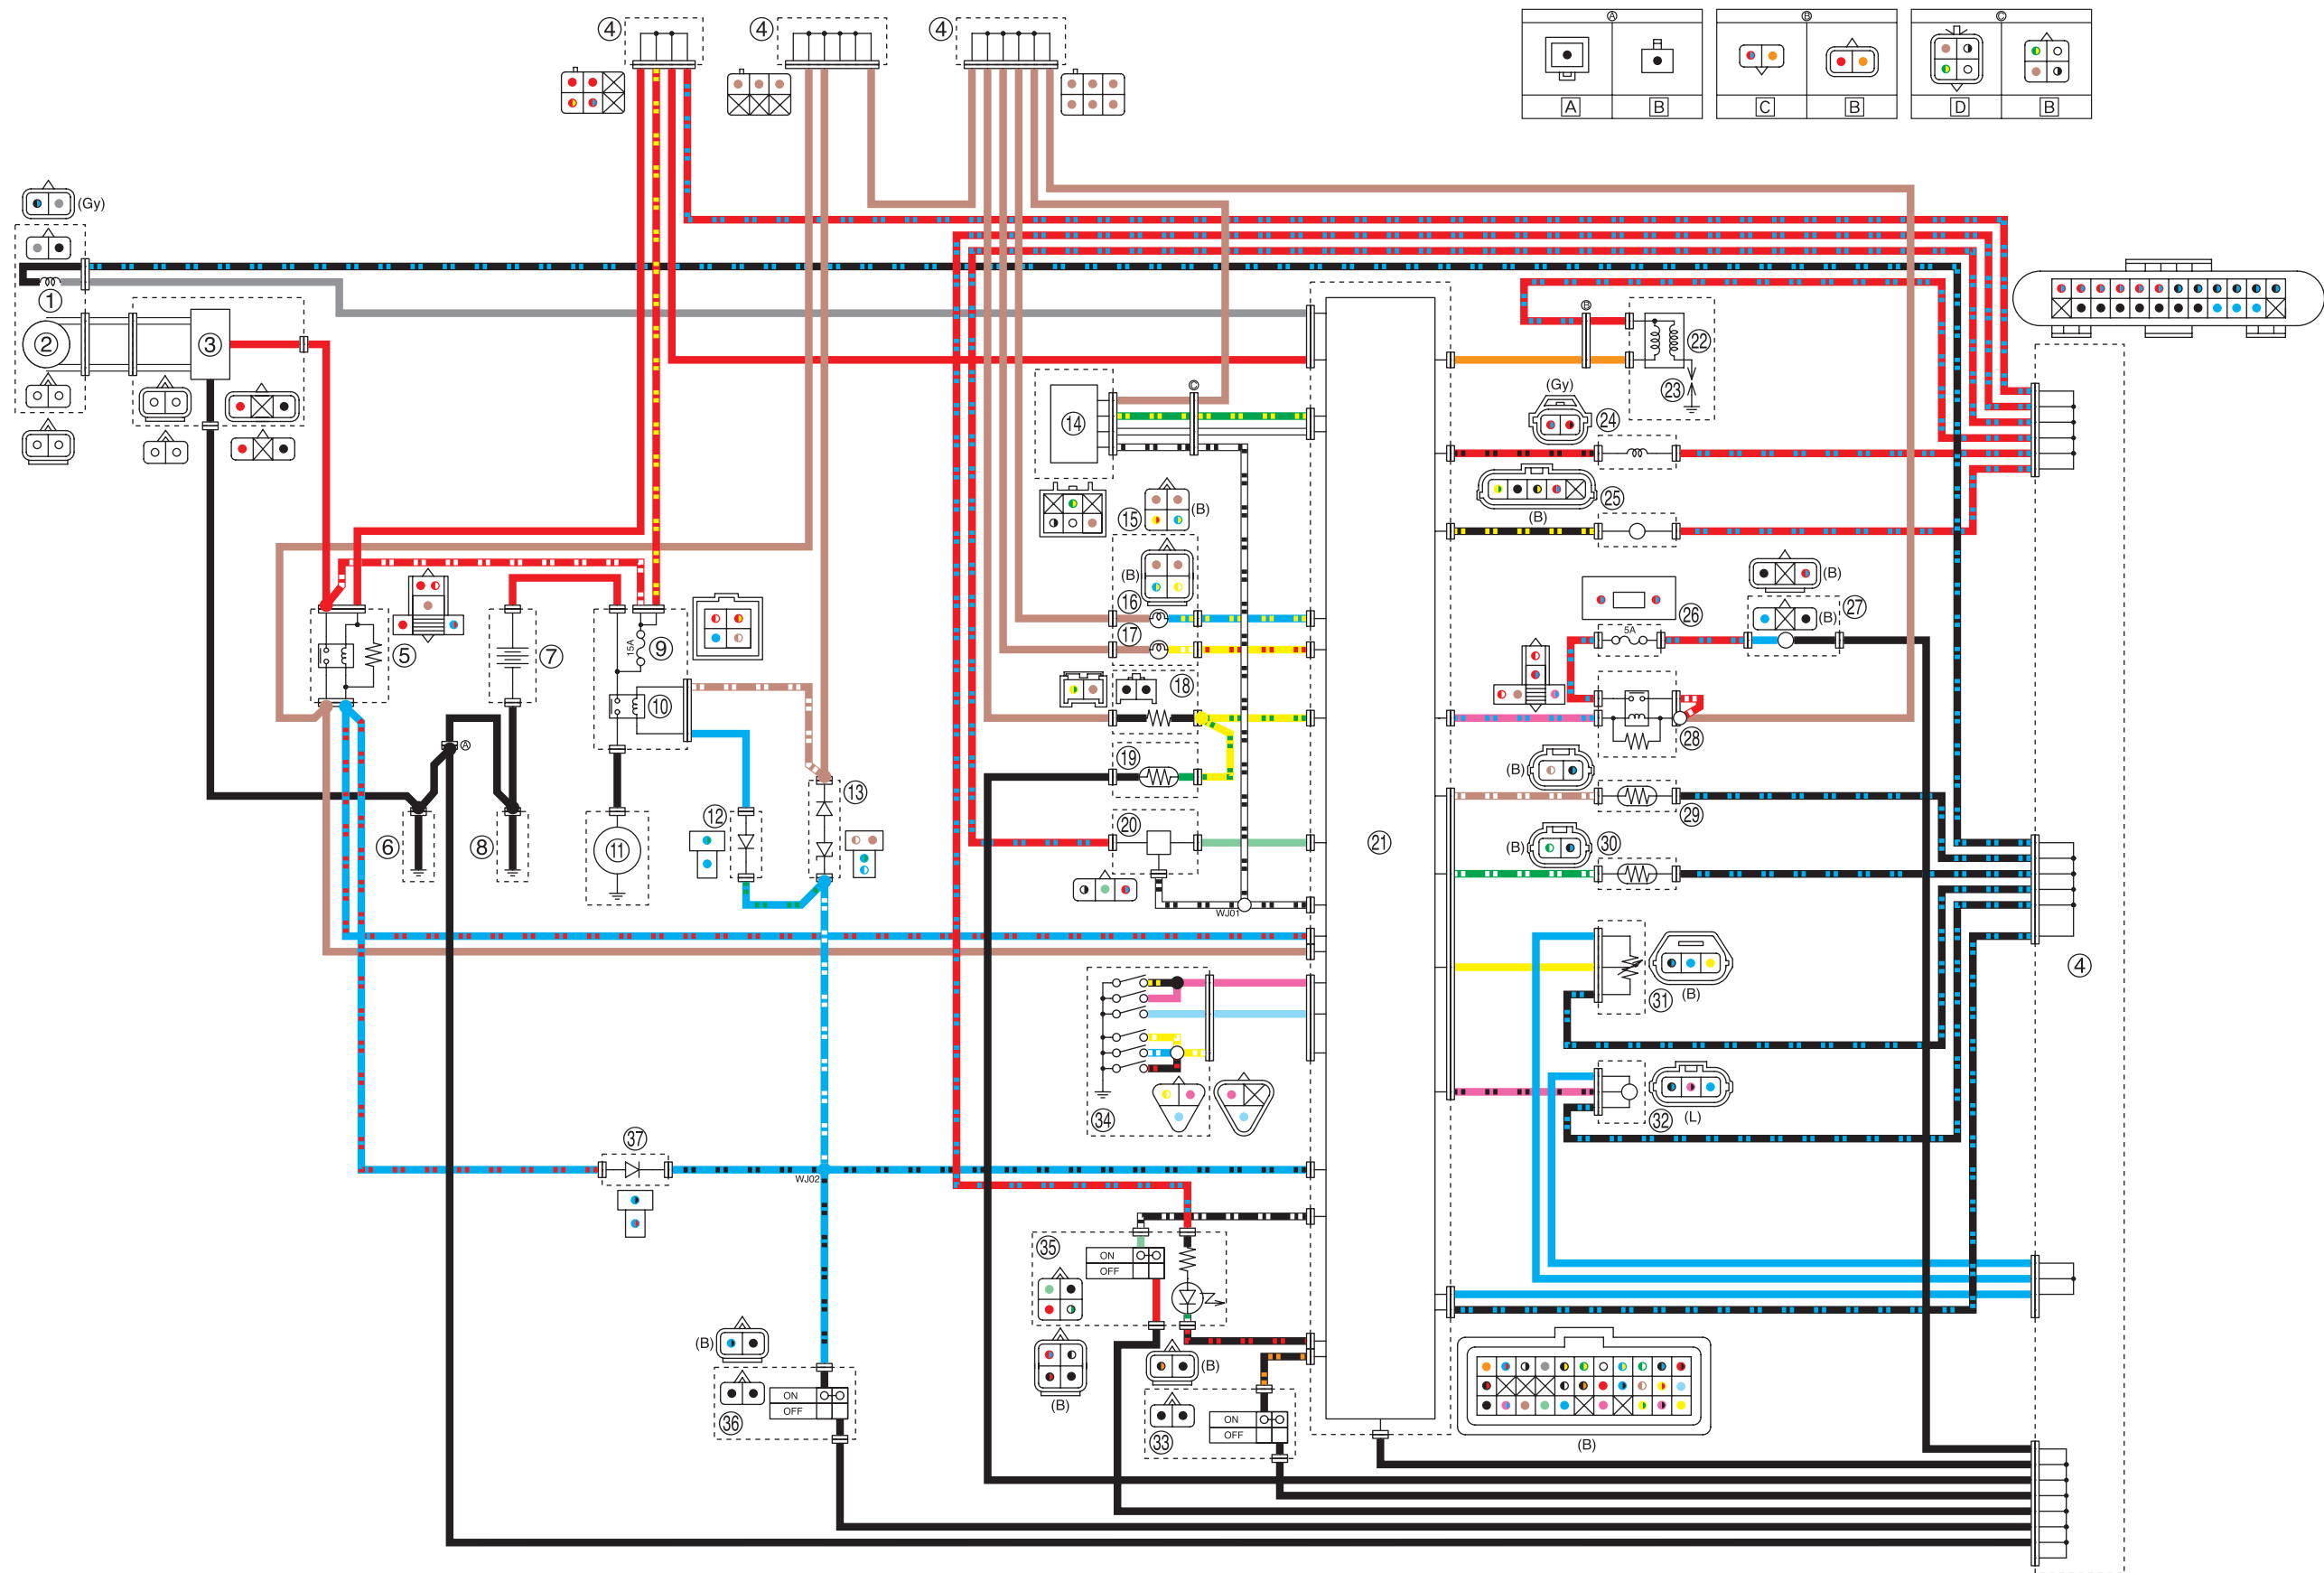 ④ ④ ④
Ⓐ Ⓑ Ⓒ
A B C B D B
(Gy)
①
② ③
Ⓑ
㉒
㉓
(Gy)
㉔
Ⓒ
⑭
㉕
(B)
⑮ (B)
(B)
⑯
⑰
⑱
⑲
⑳
WJ01
㉑
5A
㉖
(B)
(B) ㉗
㉘
(B)
㉙
(B) ㉚
㉛ (B)
㉜ (L)
④
⑤ ⑦ 15A ⑨
⑩
Ⓐ
⑥ ⑧ ⑪ ⑫ ⑬
㉞
㊲
WJ02
㉟
ON
OFF
(B)
(B)
(B)
ON
OFF
㊱
ON
OFF
㉝
(B)